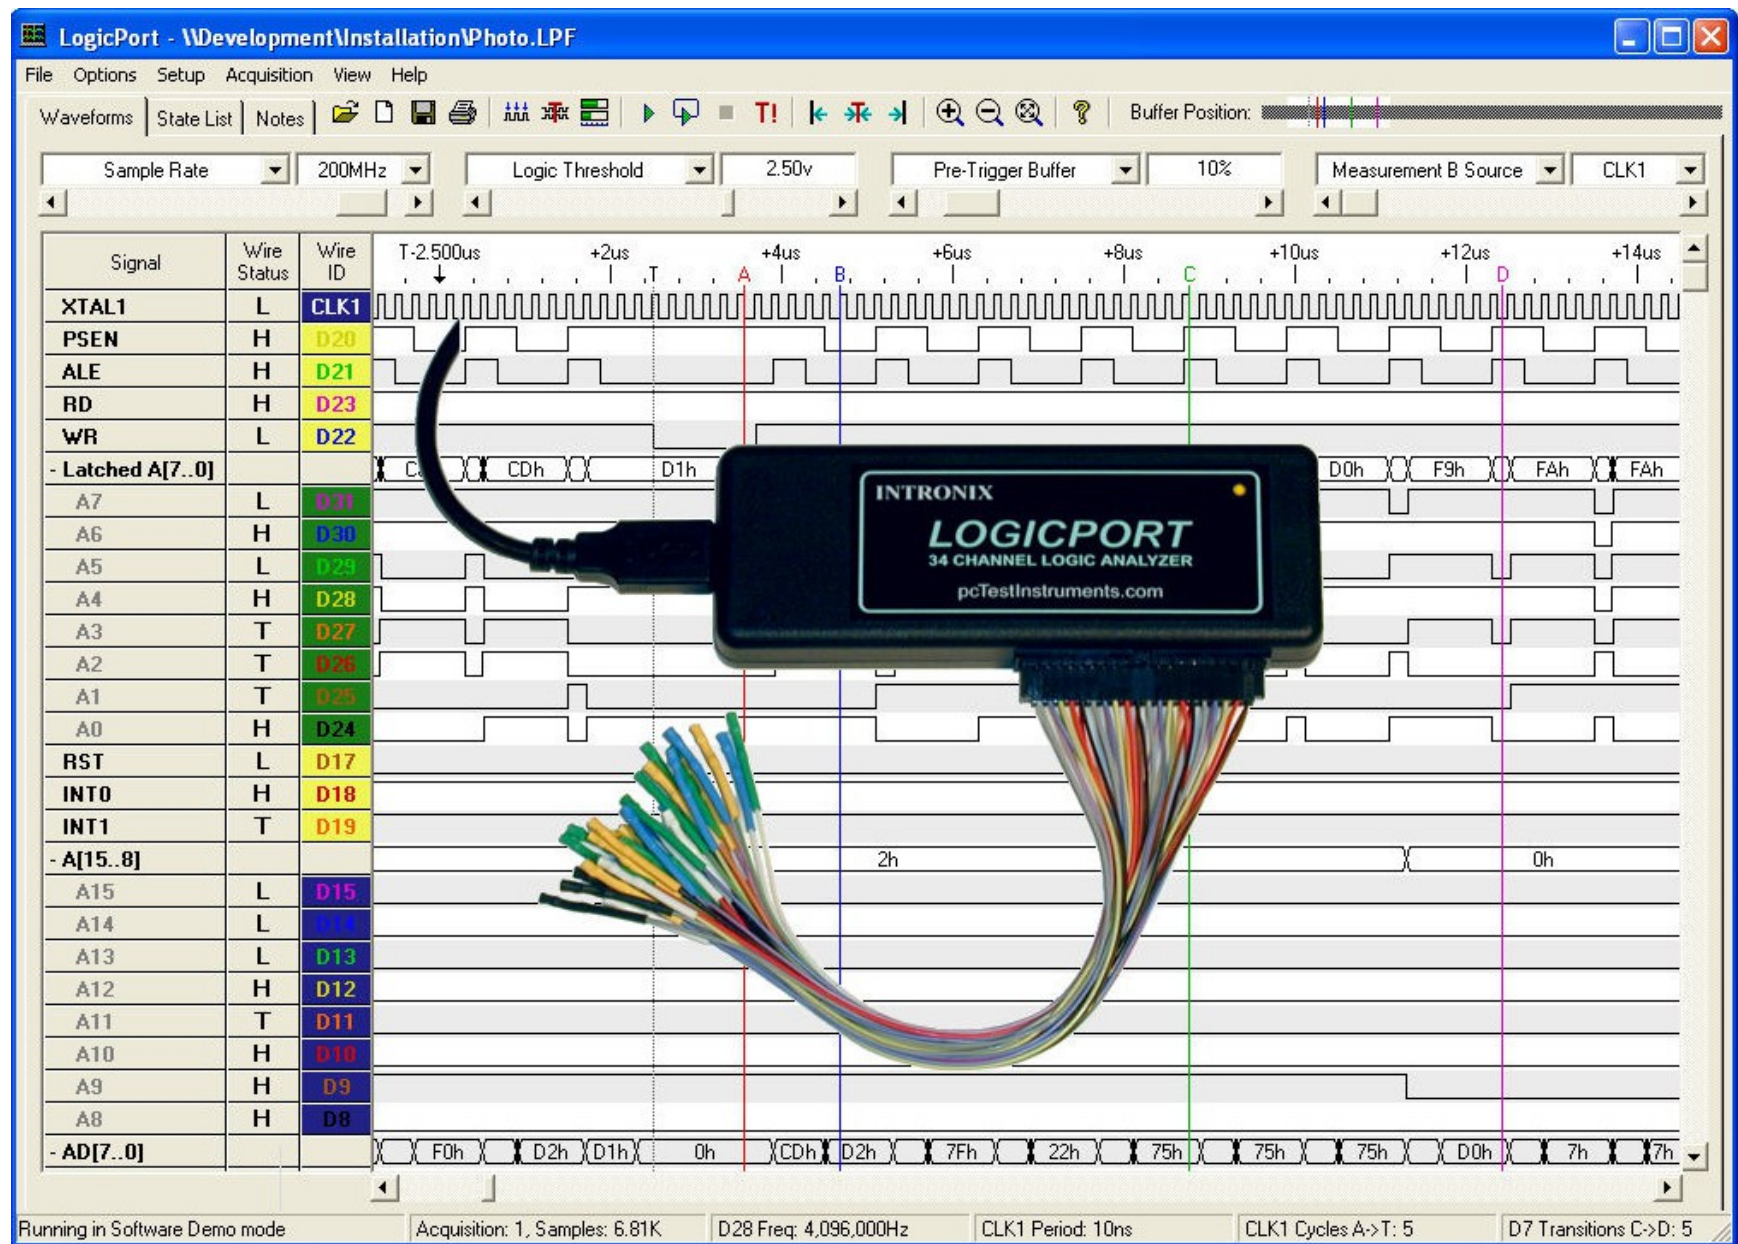 LogicPort - \\Development\Installation\Photo.LPF
File Options Setup Acquisition View Help
Waveforms State List Notes T! Buffer Position:
Sample Rate 200MHz Logic Threshold 2.50v Pre-Trigger Buffer 10% Measurement B Source CLK1
Signal Wire Status Wire ID T-2.500us +2us +4us +6us +8us +10us +12us +14us
T A B C D
XTAL1 L CLK1
PSEN H D20
ALE H D21
RD H D23
WR L D22
- Latched A[7..0] CDh D1h D0h F9h FAh FAh
A7 L D31
A6 H D30
A5 L D29
A4 H D28
A3 T D27
A2 T D26
A1 T D25
A0 H D24
RST L D17
INT0 H D18
INT1 T D19
- A[15..8] 2h 0h
A15 L D15
A14 L D14
A13 L D13
A12 H D12
A11 T D11
A10 H D10
A9 H D9
A8 H D8
- AD[7..0] F0h D2h D1h 0h CDh D2h 7Fh 22h 75h 75h 75h D0h 7h 7h
INTRONIX
LOGICPORT
34 CHANNEL LOGIC ANALYZER
pcTestInstruments.com
Running in Software Demo mode Acquisition: 1, Samples: 6.81K D28 Freq: 4,096,000Hz CLK1 Period: 10ns CLK1 Cycles A->T: 5 D7 Transitions C->D: 5